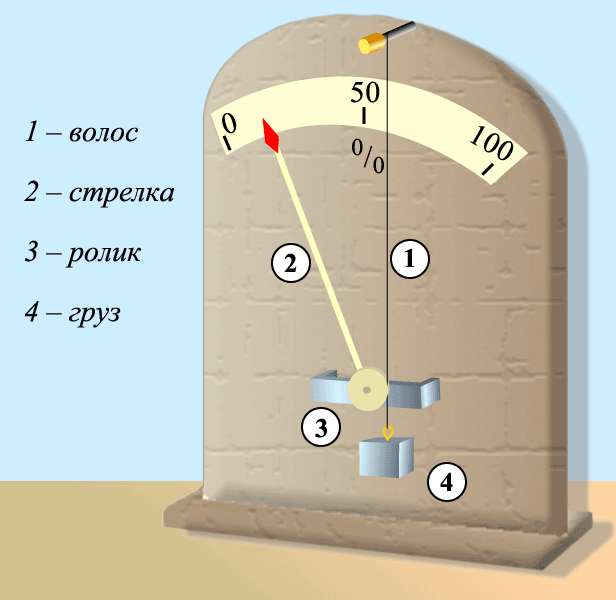 1 – волос
2 – стрелка
3 – ролик
4 – груз
0
50
100
0/0
2
1
3
4